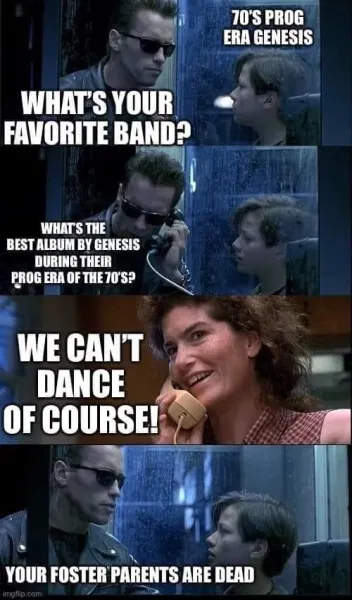 70'S PROG
ERA GENESIS
WHAT'S YOUR
FAVORITE BAND?
WHAT'S THE
BEST ALBUM BY GENESIS
DURING THEIR
PROG ERA OF THE 70'S?
WE CAN'T
DANCE
OF COURSE!
YOUR FOSTER PARENTS ARE DEAD
imgflip.com